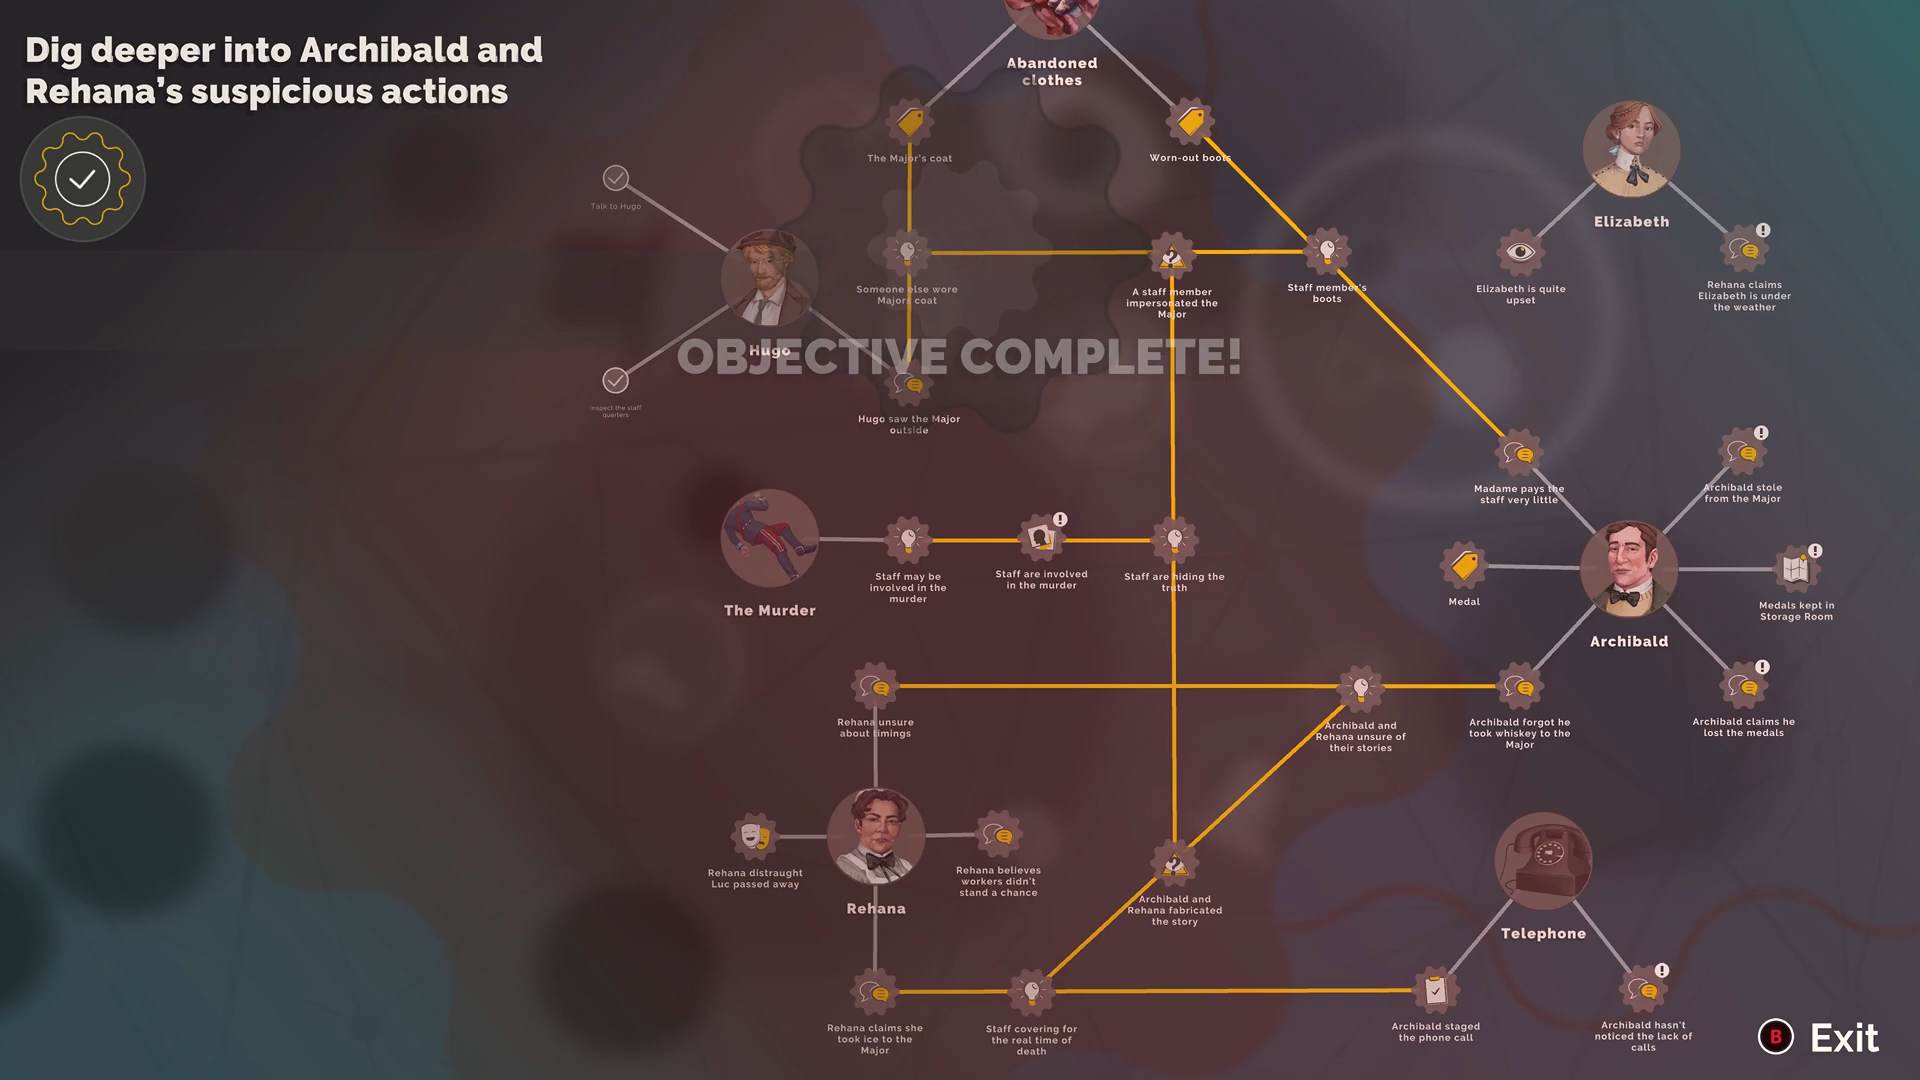 Dig deeper into Archibald and
Rehana's suspicious actions
Abandoned
clothes
The Major's coat
Worn-out boots
Talk to Hugo
Elizabeth
Someone else wore
Majors coat
A staff member
impersonated the
Major
Staff member's
boots
Elizabeth is quite
upset
Rehana claims
Elizabeth is under
the weather
Hugo
OBJECTIVE COMPLETE!
Inspect the staff
quarters
Hugo saw the Major
outside
Madame pays the
staff very little
Archibald stole
from the Major
The Murder
Staff may be
involved in the
murder
Staff are involved
in the murder
Staff are hiding the
truth
Medal
Medals kept in
Storage Room
Archibald
Rehana unsure
about timings
Archibald and
Rehana unsure of
their stories
Archibald forgot he
took whiskey to the
Major
Archibald claims he
lost the medals
Rehana distraught
Luc passed away
Rehana believes
workers didn't
stand a chance
Rehana
Archibald and
Rehana fabricated
the story
Telephone
Rehana claims she
took ice to the
Major
Staff covering for
the real time of
death
Archibald staged
the phone call
Archibald hasn't
noticed the lack of
calls
B Exit